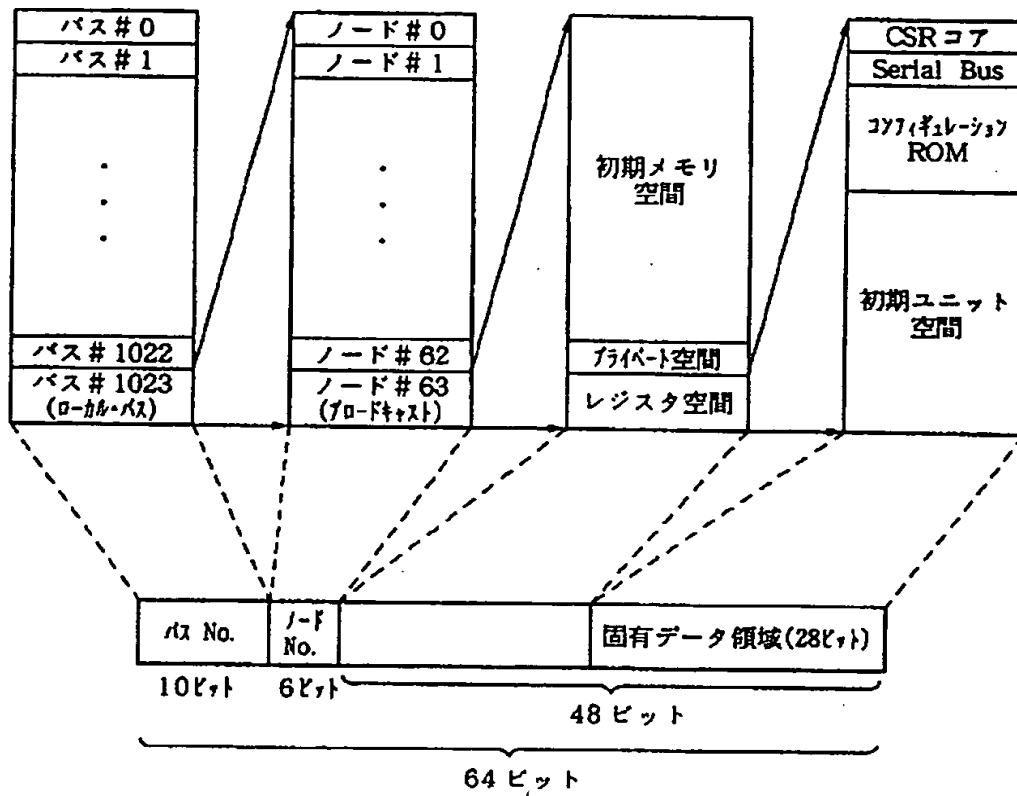 バス#0
バス#1
バス#1022
バス#1023
(ローカル・バス)
ノード#0
ノード#1
ノード#62
ノード#63
(ブロードキャスト)
初期メモリ
空間
プライベート空間
レジスタ空間
CSRコア
Serial Bus
コンフィギュレーション
ROM
初期ユニット
空間
バス No.
ノード
No.
固有データ領域(28ビット)
10ビット
6ビット
48ビット
64ビット